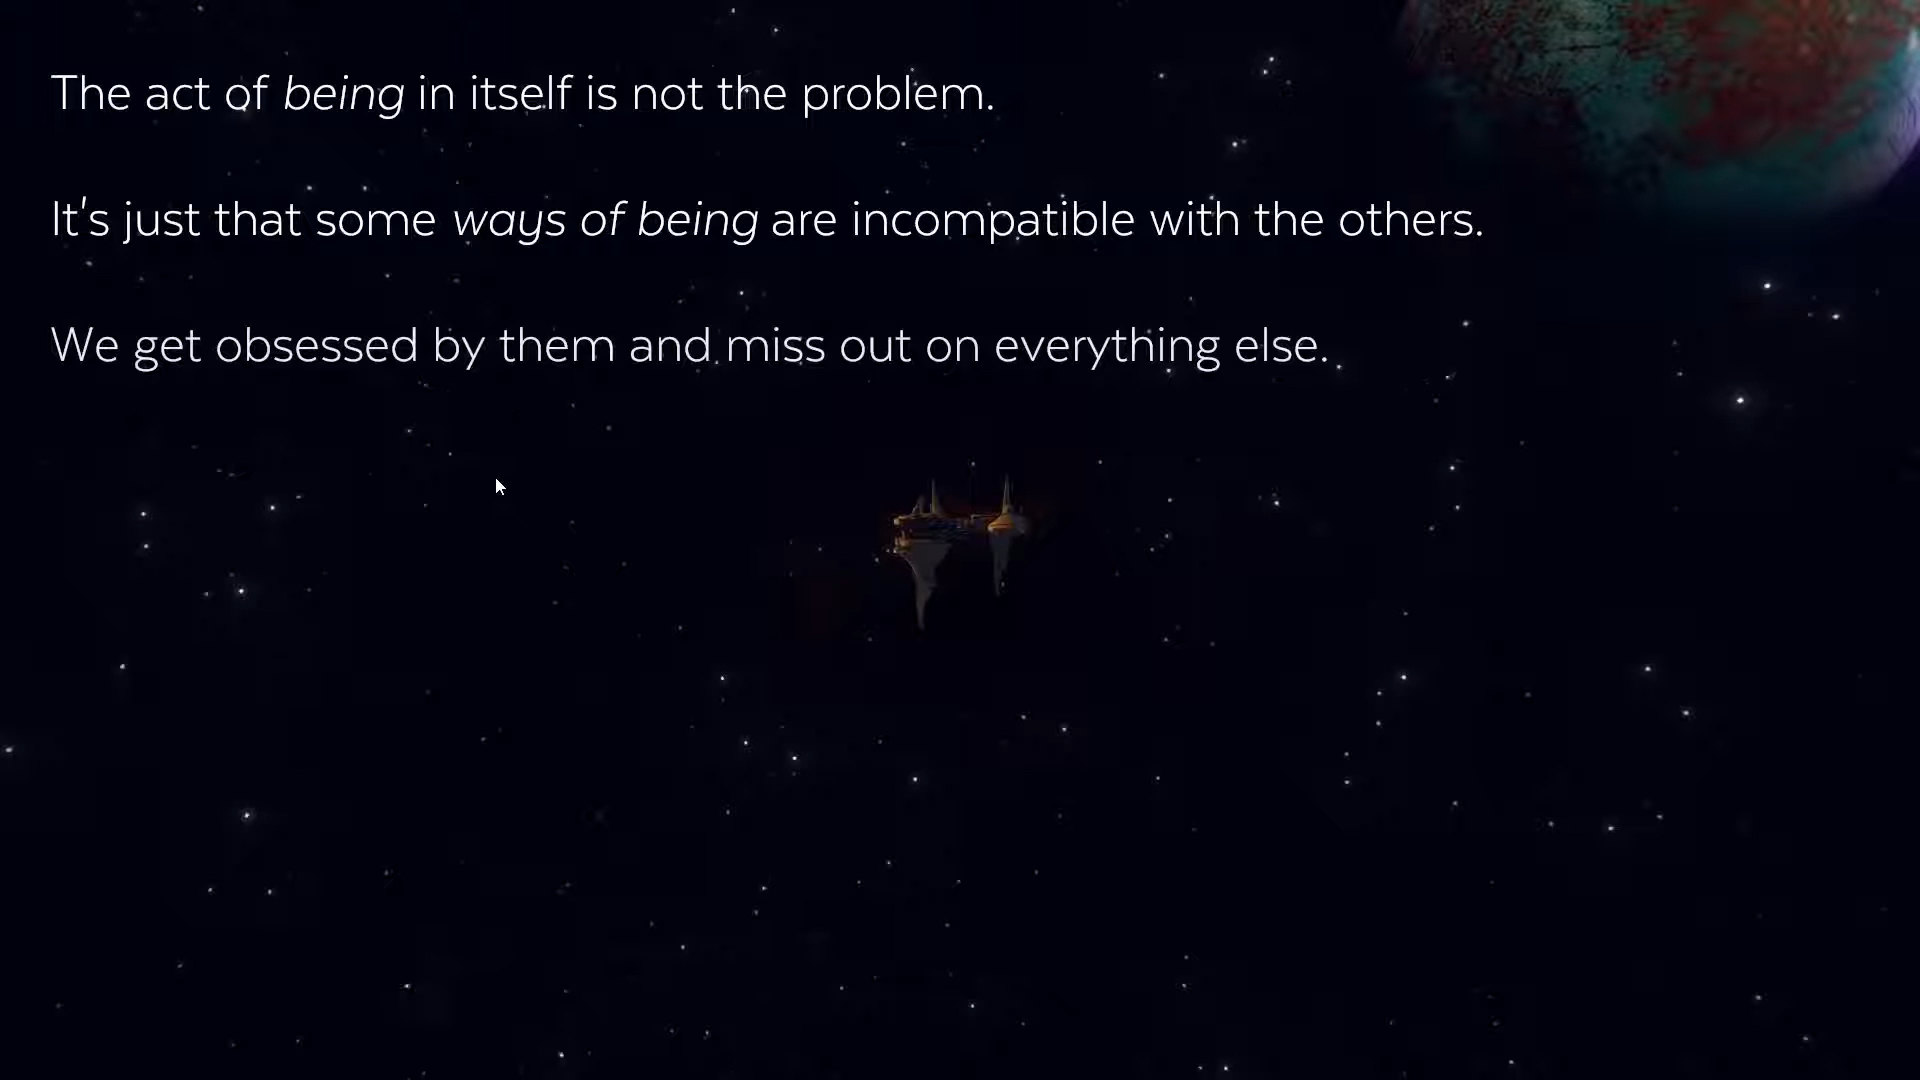 The act of being in itself is not the problem.
It's just that some ways of being are incompatible with the others.
We get obsessed by them and miss out on everything else.